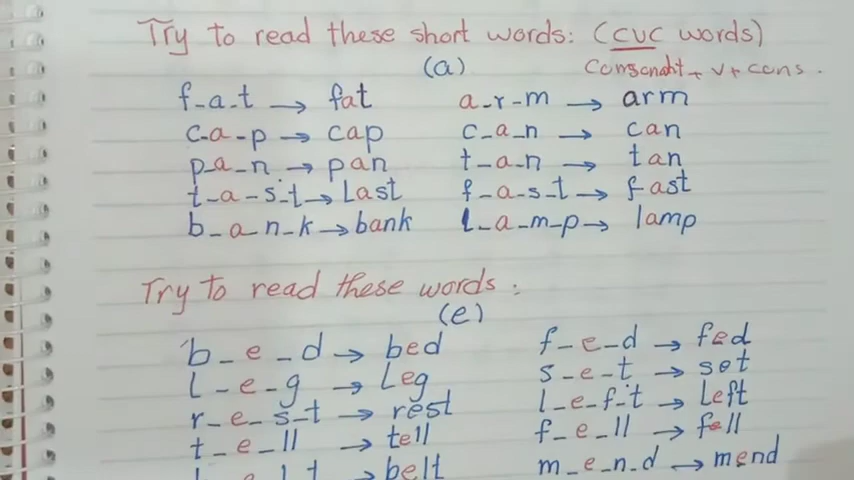 Try to read these short words: (CVC words)
(a) Consonant + V + Cons.
f-a-t → fat a-r-m → arm
c-a-p → cap c-a-n → can
p-a-n → pan t-a-n → tan
t-a-s-t → Last f-a-s-t → fast
b-a-n-k → bank l-a-m-p → lamp
Try to read these words:
(e)
b-e-d → bed f-e-d → fed
l-e-g → Leg s-e-t → set
r-e-s-t → rest l-e-f-t → Left
t-e-ll → tell f-e-ll → fell
→ belt m-e-n-d → mend